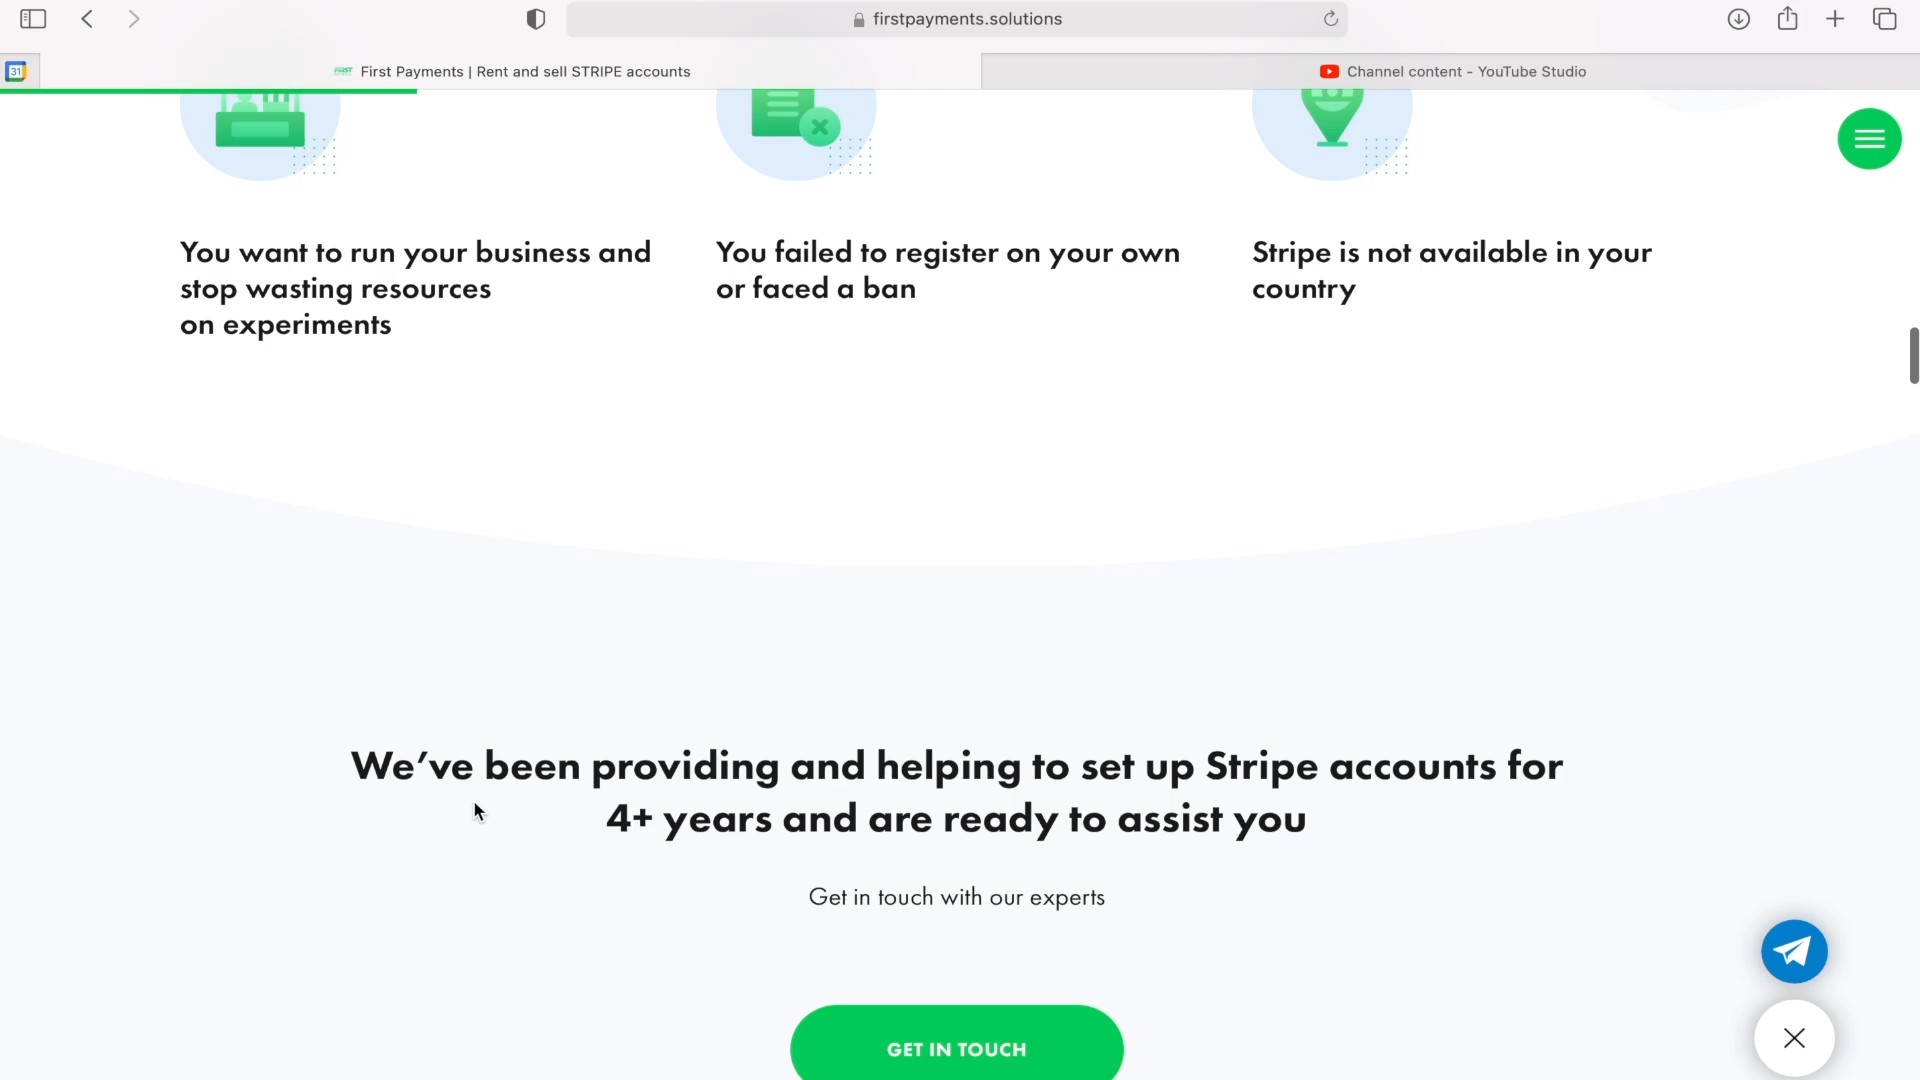 firstpayments.solutions
31
FIRST
First Payments | Rent and sell STRIPE accounts
Channel content - YouTube Studio
You want to run your business and
stop wasting resources
on experiments
You failed to register on your own
or faced a ban
Stripe is not available in your
country
We’ve been providing and helping to set up Stripe accounts for
4+ years and are ready to assist you
Get in touch with our experts
GET IN TOUCH